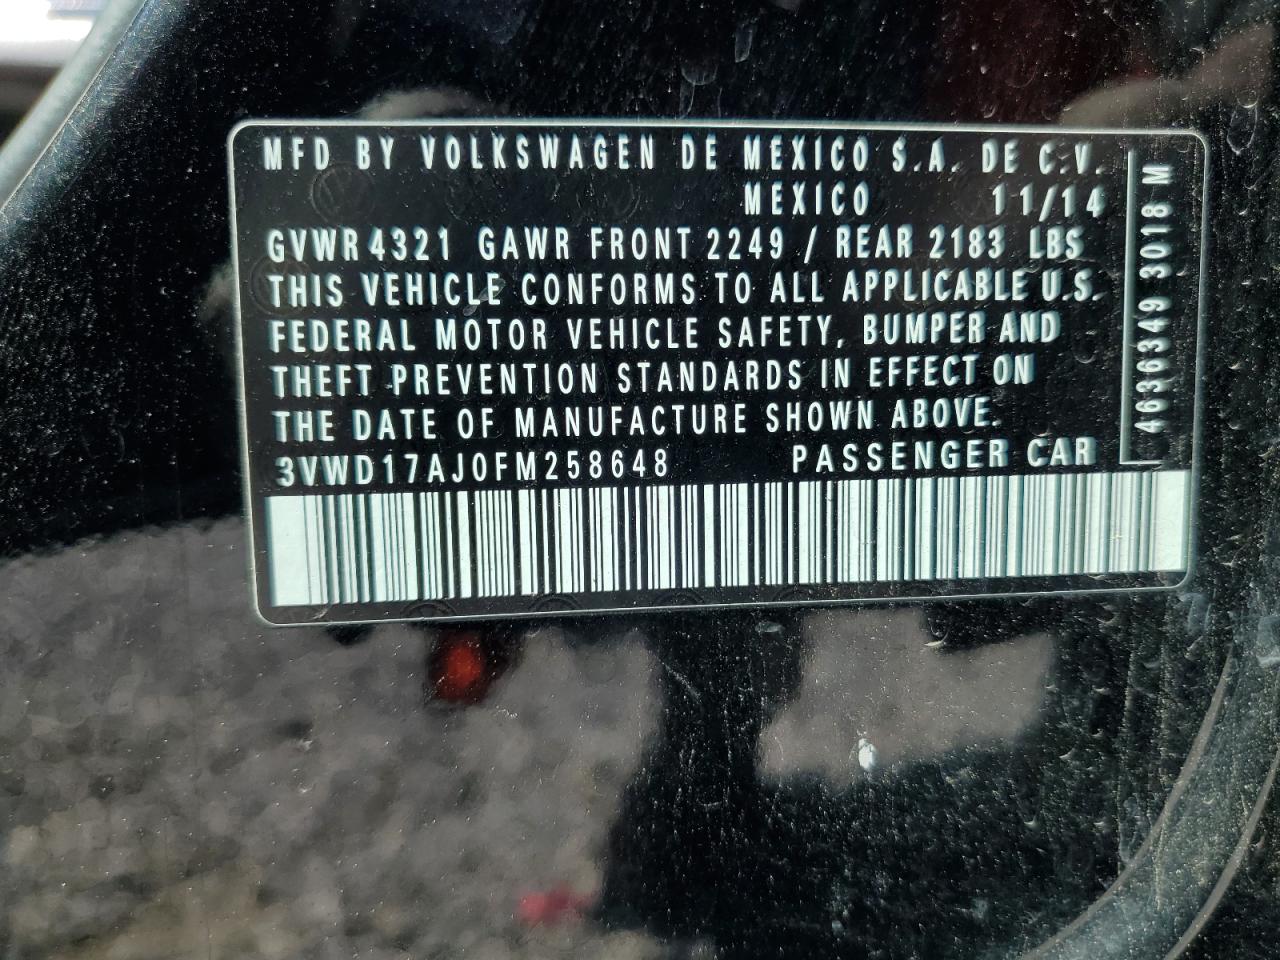 MFD BY VOLKSWAGEN DE MEXICO S.A. DE C.V.
MEXICO 11/14
GVWR 4321 GAWR FRONT 2249 / REAR 2183 LBS
THIS VEHICLE CONFORMS TO ALL APPLICABLE U.S.
FEDERAL MOTOR VEHICLE SAFETY, BUMPER AND
THEFT PREVENTION STANDARDS IN EFFECT ON
THE DATE OF MANUFACTURE SHOWN ABOVE.
3VWD17AJ0FM258648 PASSENGER CAR
4636349 3018 M